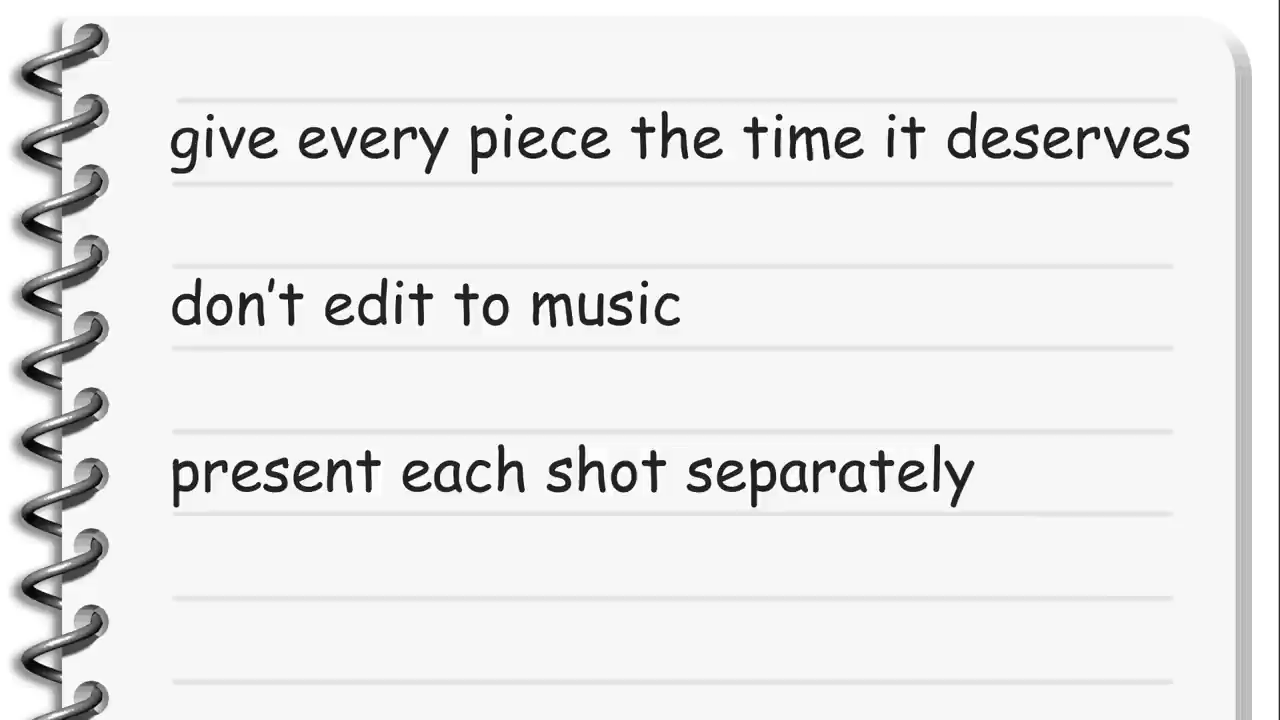 give every piece the time it deserves
don't edit to music
present each shot separately